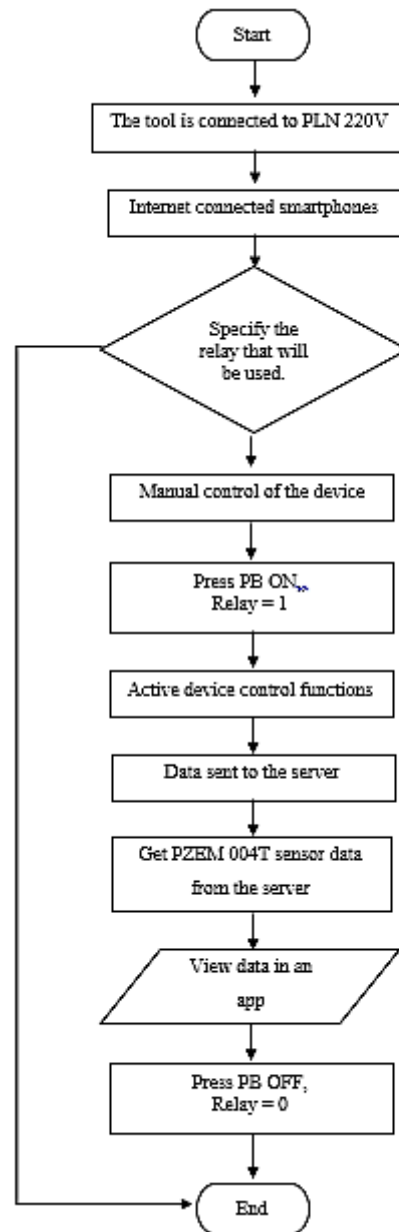 Start
The tool is connected to PLN 220V
Internet connected smartphones
Specify the
relay that will
be used.
Manual control of the device
Press PB ON,,
Relay = 1
Active device control functions
Data sent to the server
Get PZEM 004T sensor data
from the server
View data in an
app
Press PB OFF,
Relay = 0
End